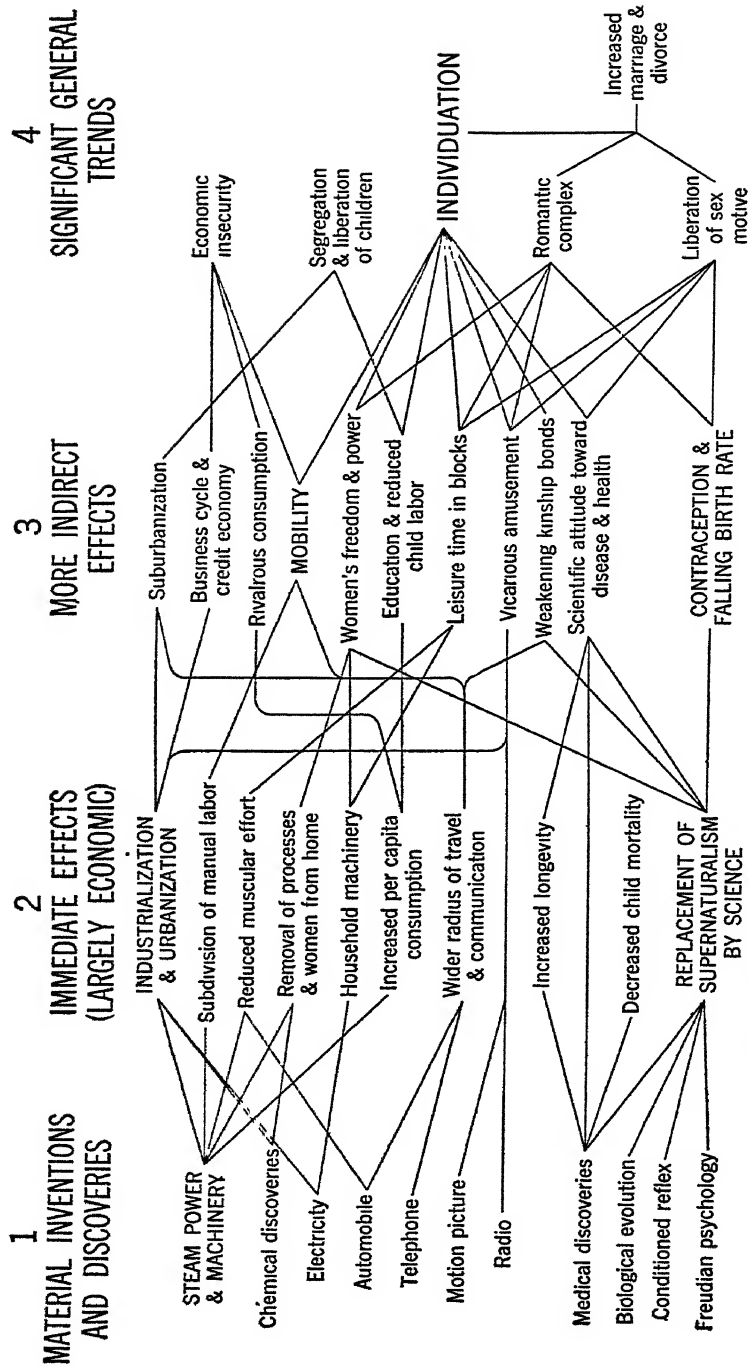 1
MATERIAL INVENTIONS
AND DISCOVERIES
STEAM POWER
& MACHINERY
Chemical discoveries
Electricity
Automobile
Telephone
Motion picture
Radio
Medical discoveries
Biological evolution
Conditioned reflex
Freudian psychology
2
IMMEDIATE EFFECTS
(LARGELY ECONOMIC)
INDUSTRIALIZATION
& URBANIZATION
Subdivision of manual labor
Reduced muscular effort
Removal of processes
& women from home
Household machinery
Increased per capita
consumption
Wider radius of travel
& communication
Increased longevity
Decreased child mortality
REPLACEMENT OF
SUPERNATURALISM
BY SCIENCE
3
MORE INDIRECT
EFFECTS
Suburbanization
Business cycle &
credit economy
Rivalrous consumption
MOBILITY
Women's freedom & power
Education & reduced
child labor
Leisure time in blocks
Vicarious amusement
Weakening kinship bonds
Scientific attitude toward
disease & health
CONTRACEPTION &
FALLING BIRTH RATE
4
SIGNIFICANT GENERAL
TRENDS
Economic
insecurity
Segregation
& liberation
of children
INDIVIDUATION
Romantic
complex
Liberation
of sex
motive
Increased
marriage &
divorce